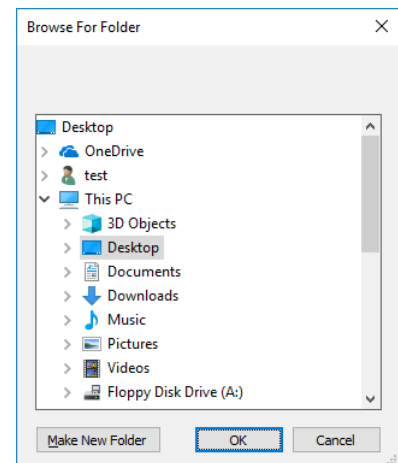 Browse For Folder
Desktop
OneDrive
test
This PC
3D Objects
Desktop
Documents
Downloads
Music
Pictures
Videos
Floppy Disk Drive (A:)
Make New Folder
OK
Cancel